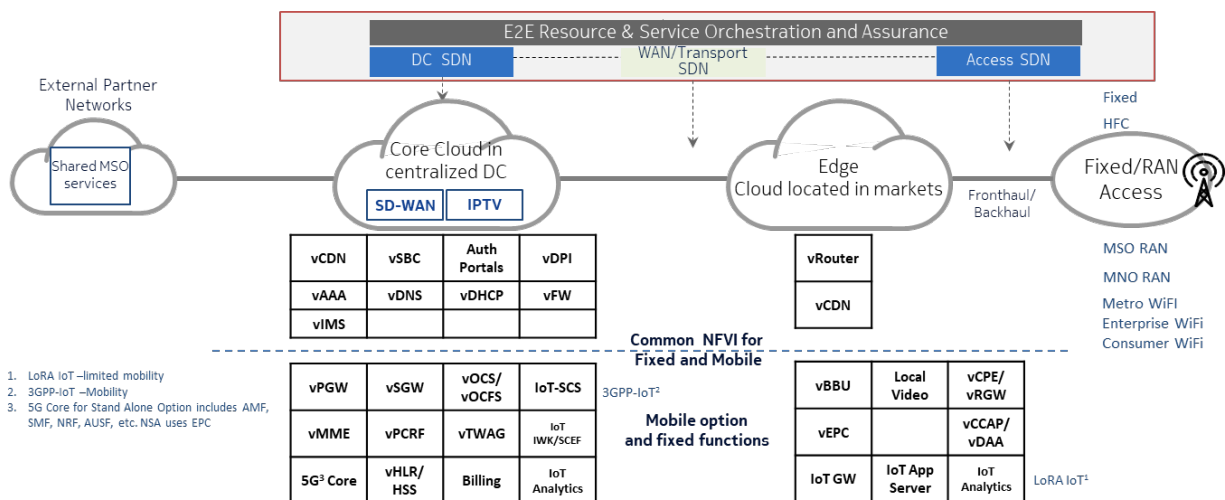 E2E Resource & Service Orchestration and Assurance
DC SDN
WAN/Transport
SDN
Access SDN
External Partner
Networks
Shared MSO
services
Core Cloud in
centralized DC
SD-WAN
IPTV
Edge
Cloud located in markets
Fronthaul/
Backhaul
Fixed
HFC
Fixed/RAN
Access
MSO RAN
MNO RAN
Metro WiFI
Enterprise WiFi
Consumer WiFi
vCDN
vSBC
Auth
Portals
vDPI
vAAA
vDNS
vDHCP
vFW
vIMS
vRouter
vCDN
Common NFVI for
Fixed and Mobile
1. LoRA IoT –limited mobility
2. 3GPP-IoT –Mobility
3. 5G Core for Stand Alone Option includes AMF,
SMF, NRF, AUSF, etc. NSA uses EPC
vPGW
vSGW
vOCS/
vOCFS
IoT-SCS
3GPP-IoT²
vMME
vPCRF
vTWAG
IoT
IWK/SCEF
5G³ Core
vHLR/
HSS
Billing
IoT
Analytics
Mobile option
and fixed functions
vBBU
Local
Video
vCPE/
vRGW
vEPC
vCCAP/
vDAA
IoT GW
IoT App
Server
IoT
Analytics
LoRA IoT¹